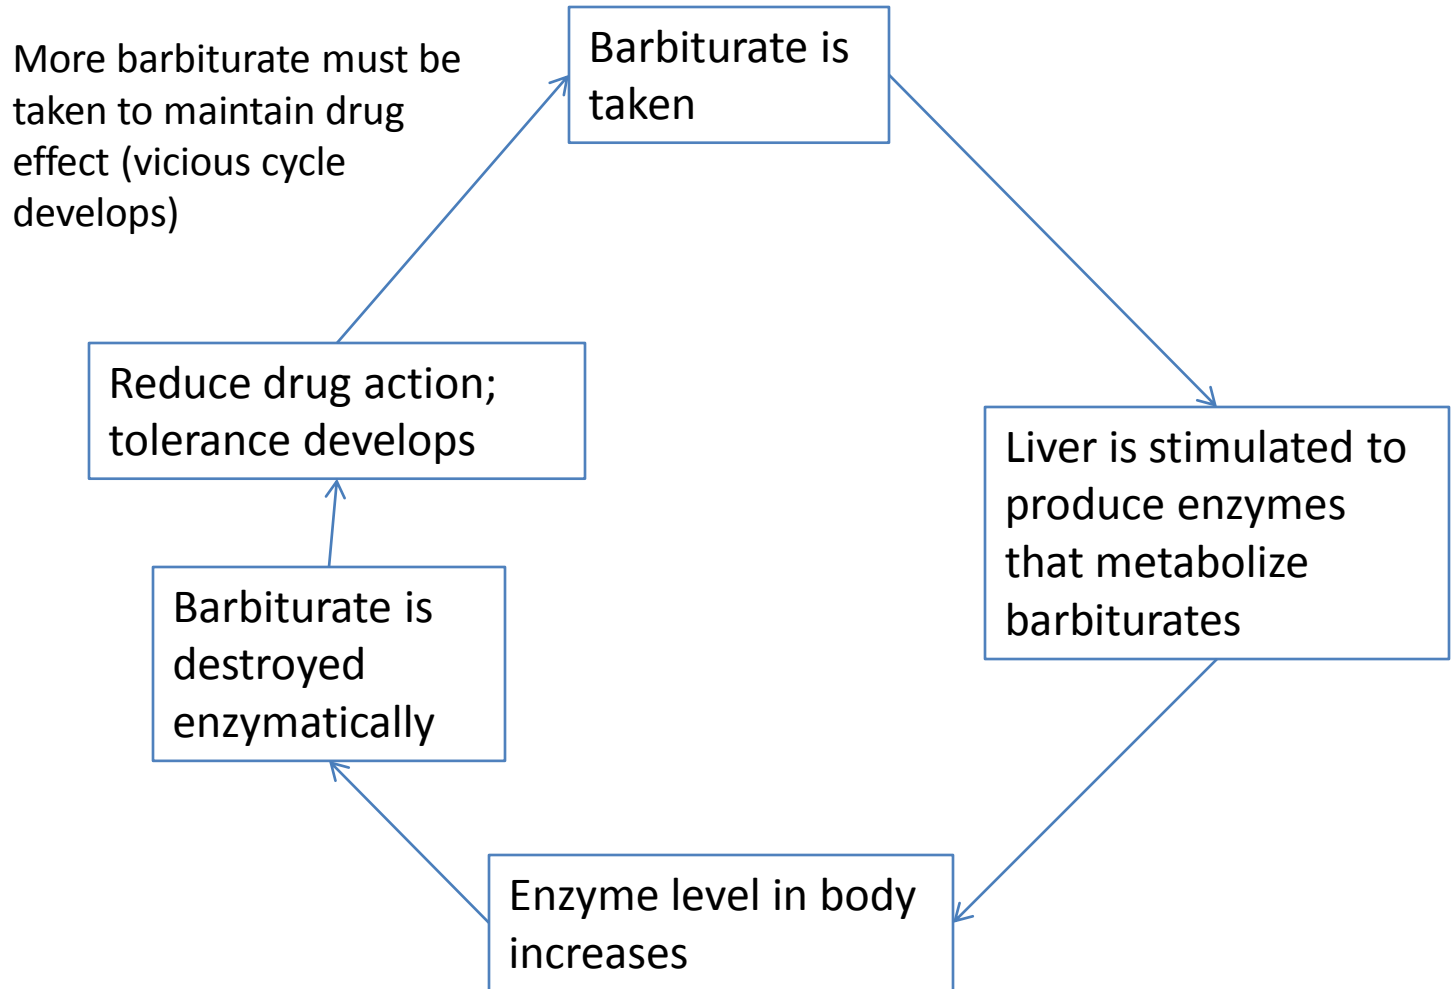 More barbiturate must be
taken to maintain drug
effect (vicious cycle
develops)
Barbiturate is
taken
Liver is stimulated to
produce enzymes
that metabolize
barbiturates
Enzyme level in body
increases
Barbiturate is
destroyed
enzymatically
Reduce drug action;
tolerance develops